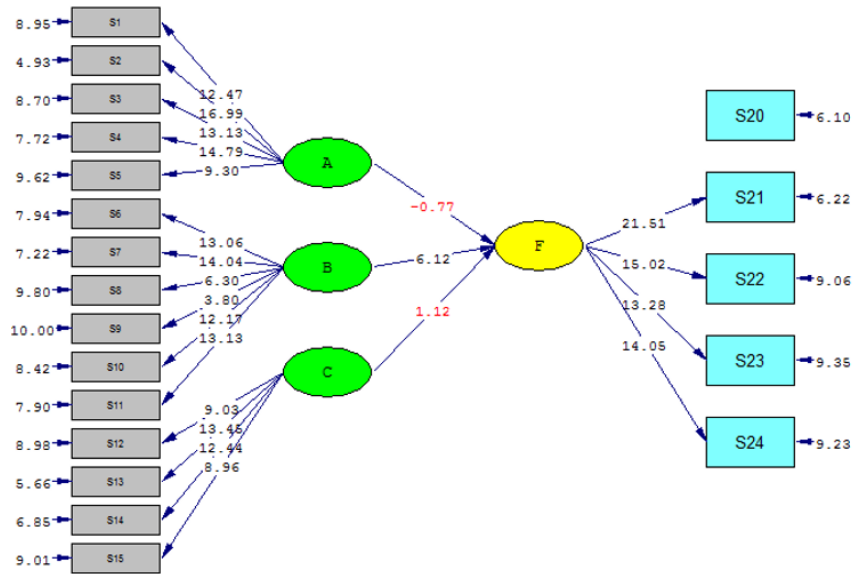 8.95 S1
4.93 S2
8.70 S3
7.72 S4
9.62 S5
7.94 S6
7.22 S7
9.80 S8
10.00 S9
8.42 S10
7.90 S11
8.98 S12
5.66 S13
6.85 S14
9.01 S15
12.47
16.99
13.13
14.79
9.30
13.06
14.04
6.30
3.80
12.17
13.13
9.03
13.45
12.44
8.96
A
B
C
-0.77
6.12
1.12
F
21.51
15.02
13.28
14.05
S20 6.10
S21 6.22
S22 9.06
S23 9.35
S24 9.23